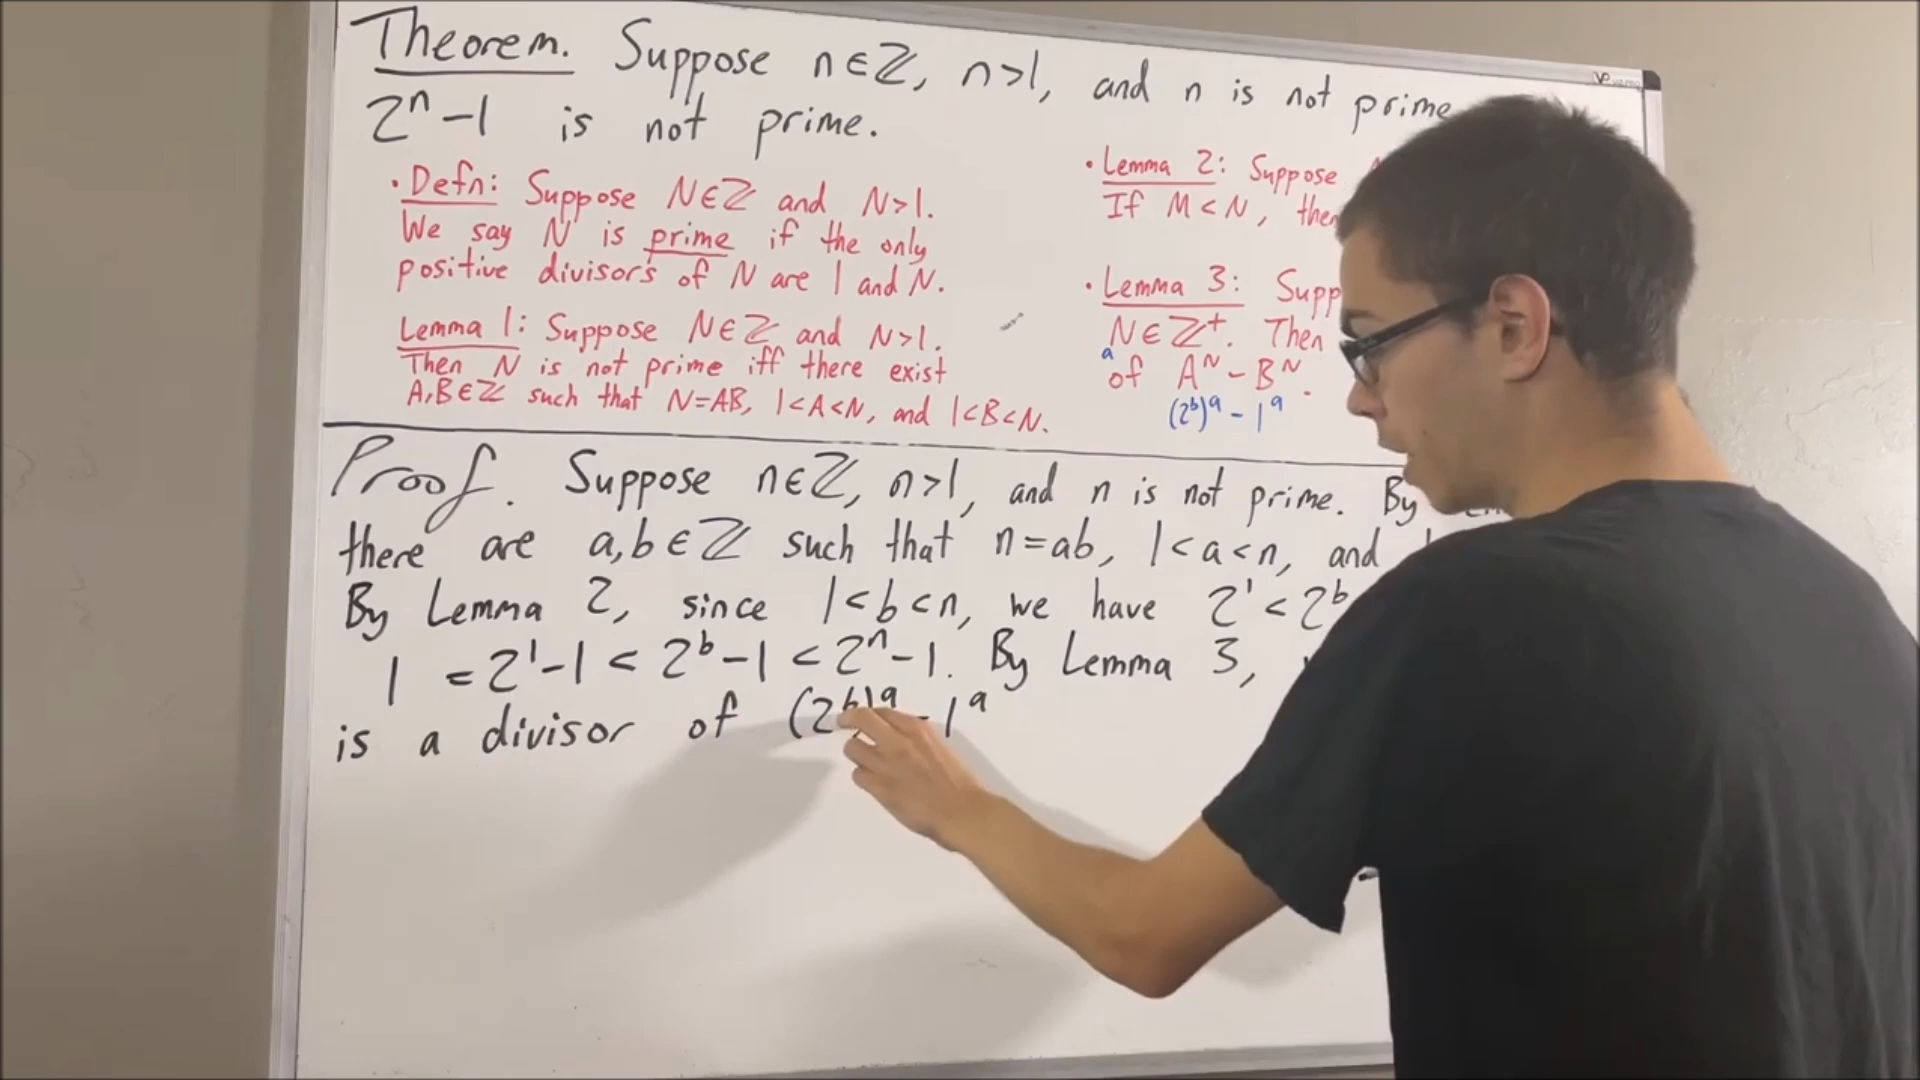 Theorem. Suppose n∈ℤ, n>1, and n is not prime
2ⁿ-1 is not prime.
• Defn: Suppose N∈ℤ and N>1.
We say N is prime if the only
positive divisors of N are 1 and N.
Lemma 1: Suppose N∈ℤ and N>1.
Then N is not prime iff there exist
A,B∈ℤ such that N=AB, 1<A<N, and 1<B<N.
• Lemma 2: Suppose
If M<N, then
• Lemma 3: Supp
N∈ℤ⁺. Then
a
of Aᴺ - Bᴺ.
(2ᵇ)ᵃ - 1ᵃ
Proof. Suppose n∈ℤ, n>1, and n is not prime. By
there are a,b∈ℤ such that n=ab, 1<a<n, and
By Lemma 2, since 1<b<n, we have 2¹<2ᵇ
1 = 2¹-1 < 2ᵇ-1 < 2ⁿ-1. By Lemma 3,
is a divisor of (2ᵇ)ᵃ - 1ᵃ